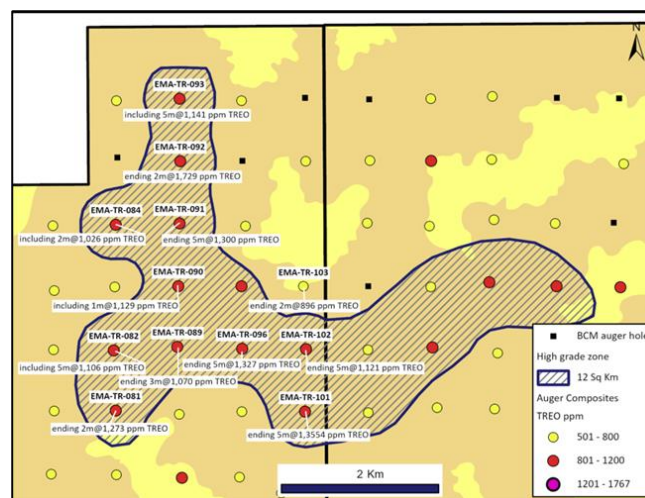 N
EMA-TR-093
including 5m@1,141 ppm TREO
EMA-TR-092
ending 2m@1,729 ppm TREO
EMA-TR-084
EMA-TR-091
including 2m@1,026 ppm TREO
ending 5m@1,300 ppm TREO
EMA-TR-090
EMA-TR-103
including 1m@1,129 ppm TREO
ending 2m@896 ppm TREO
EMA-TR-082
EMA-TR-089
EMA-TR-096
EMA-TR-102
including 5m@1,106 ppm TREO
ending 5m@1,327 ppm TREO
ending 5m@1,121 ppm TREO
ending 3m@1,070 ppm TREO
EMA-TR-081
EMA-TR-101
ending 2m@1,273 ppm TREO
ending 5m@1,3554 ppm TREO
2 Km
BCM auger hole
High grade zone
12 Sq Km
Auger Composites
TREO ppm
501 - 800
801 - 1200
1201 - 1767